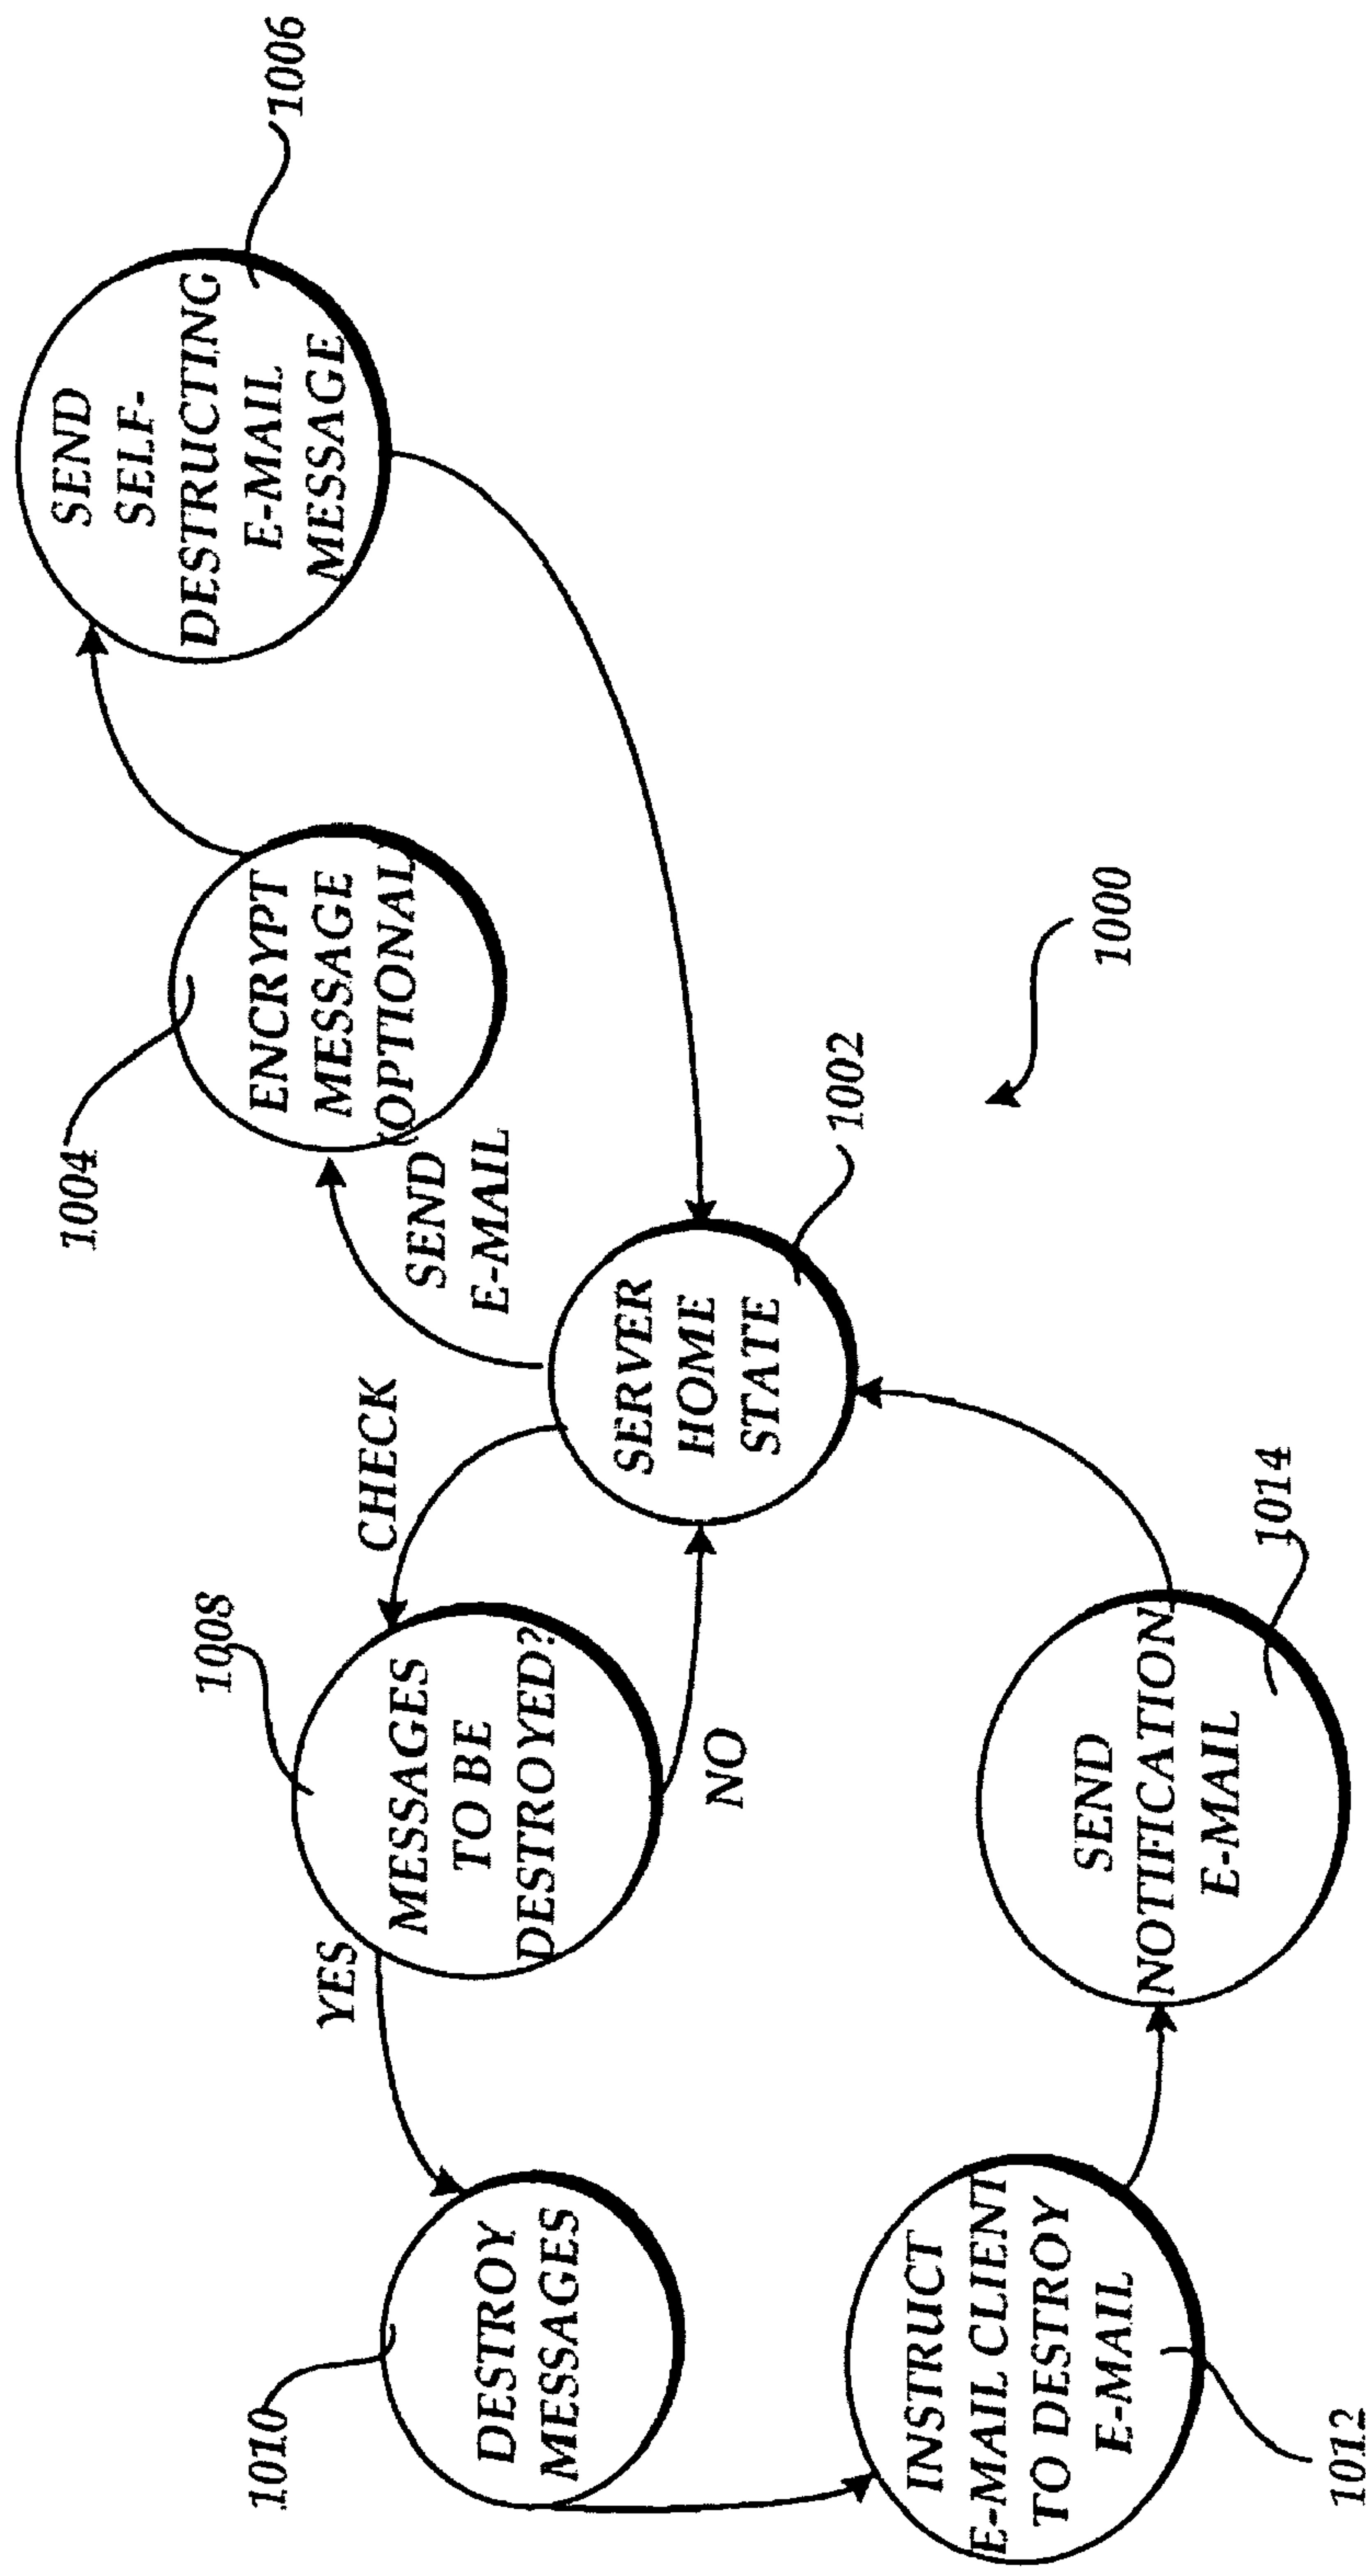 1010
DESTROY
MESSAGES
YES
1008
MESSAGES
TO BE
DESTROYED?
CHECK
NO
1004
ENCRYPT
MESSAGE
(OPTIONAL)
SEND
E-MAIL
SEND
SELF-
DESTRUCTING
E-MAIL
MESSAGE
1006
SERVER
HOME
STATE
1002
1000
INSTRUCT
E-MAIL CLIENT
TO DESTROY
E-MAIL
1012
SEND
NOTIFICATION
E-MAIL
1014